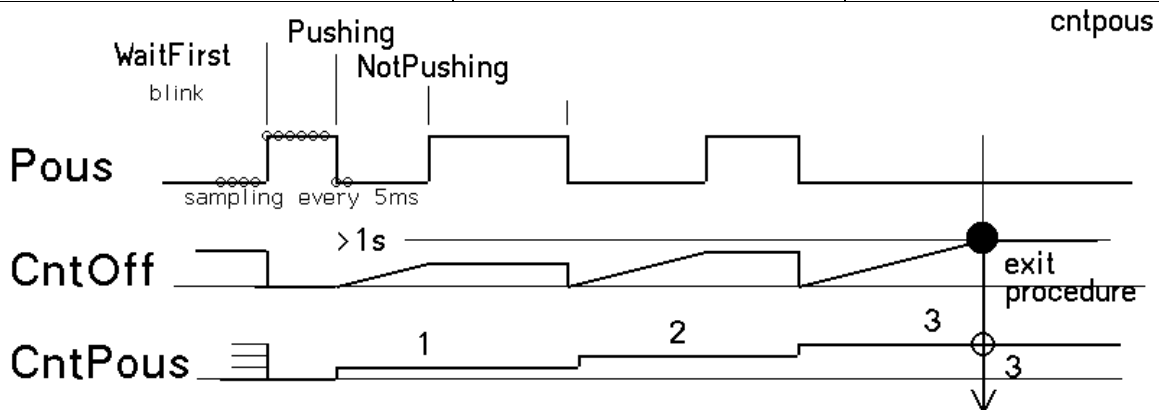 cntpous
Pushing
WaitFirst
NotPushing
blink
Pous
sampling every 5ms
>1s
CntOff
exit
procedure
1
2
3
CntPous
3